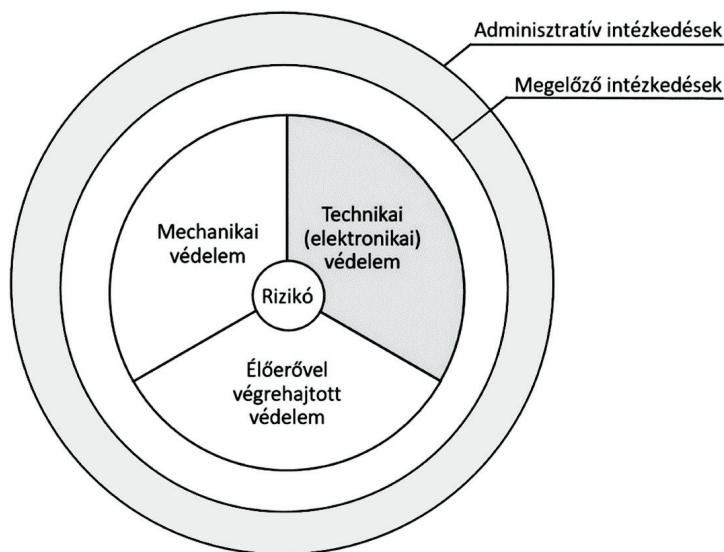 Adminisztratív intézkedések
Megelőző intézkedések
Mechanikai
védelem
Technikai
(elektronikai)
védelem
Rizikó
Élőerővel
végrehajtott
védelem